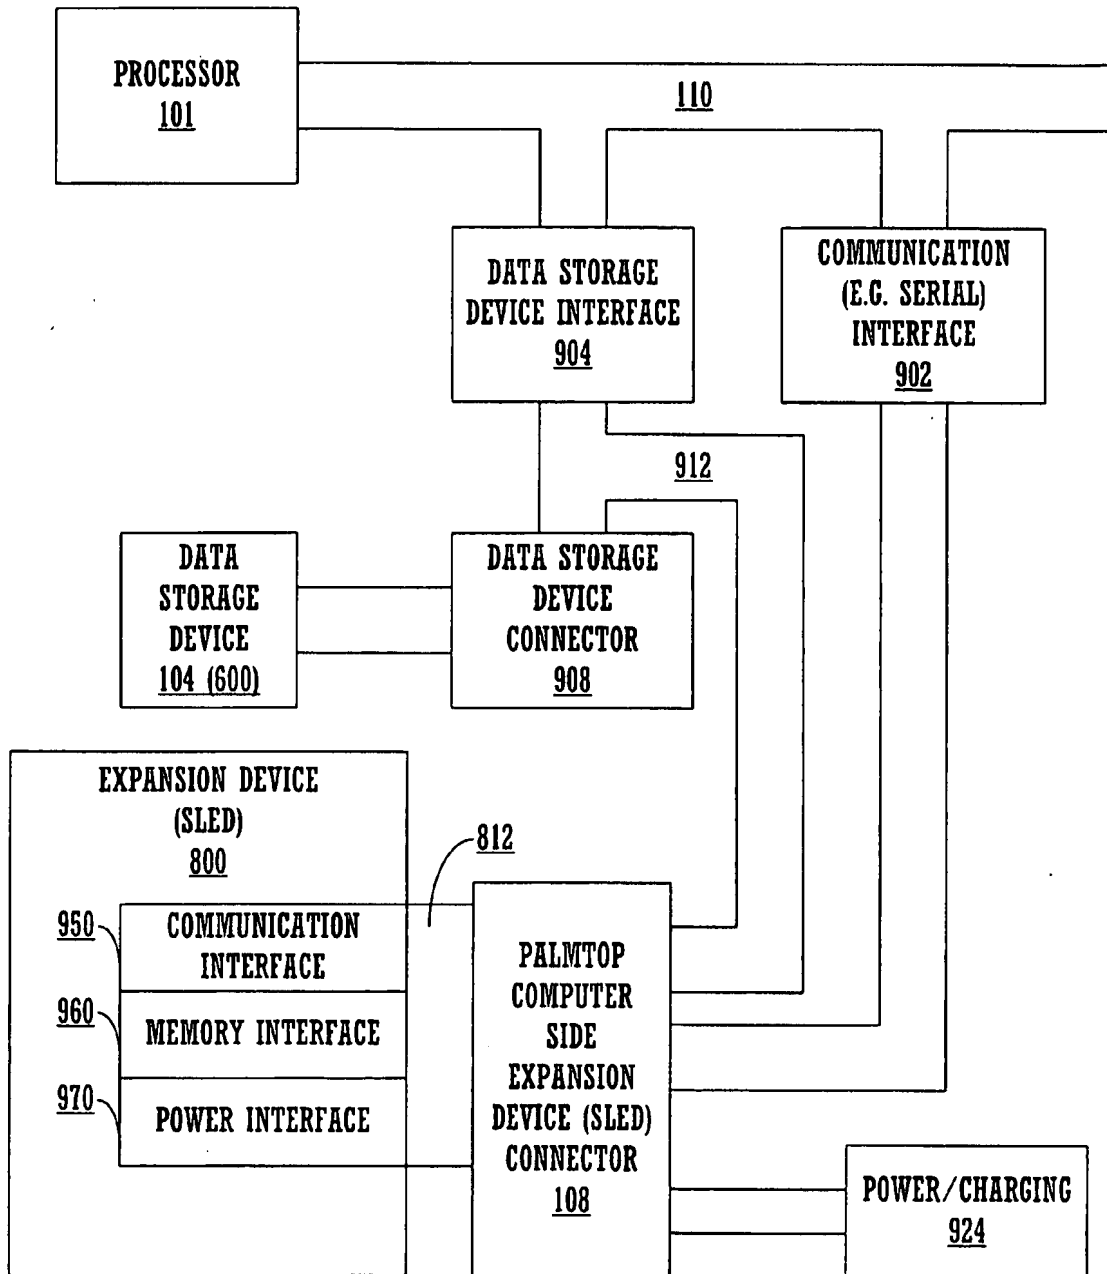 PROCESSOR
101
110
DATA STORAGE
DEVICE INTERFACE
904
COMMUNICATION
(E.G. SERIAL)
INTERFACE
902
912
DATA
STORAGE
DEVICE
104 (600)
DATA STORAGE
DEVICE
CONNECTOR
908
EXPANSION DEVICE
(SLED)
800
812
950
COMMUNICATION
INTERFACE
960
MEMORY INTERFACE
970
POWER INTERFACE
PALMTOP
COMPUTER
SIDE
EXPANSION
DEVICE (SLED)
CONNECTOR
108
POWER/CHARGING
924